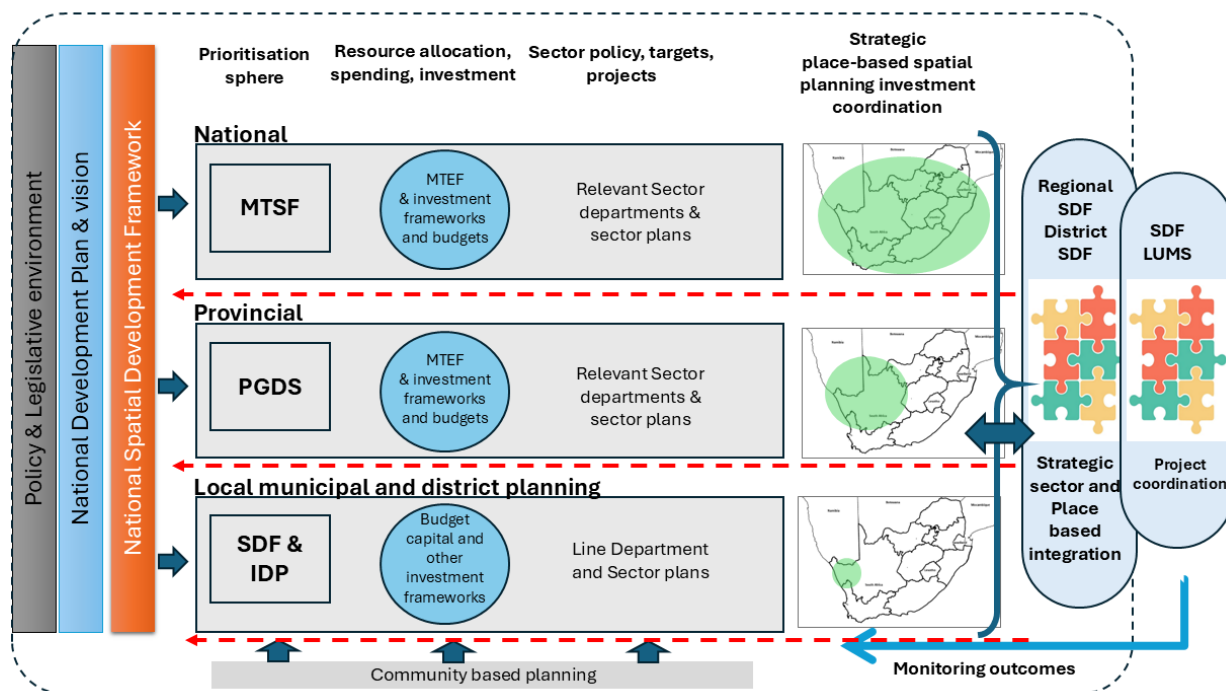 Policy & Legislative environment
National Development Plan & vision
National Spatial Development Framework
Prioritisation
sphere
Resource allocation,
spending, investment
Sector policy, targets,
projects
Strategic
place-based spatial
planning investment
coordination
National
MTSF
MTEF
& investment
frameworks
and budgets
Relevant Sector
departments &
sector plans
Provincial
PGDS
MTEF
& investment
frameworks
and budgets
Relevant Sector
departments &
sector plans
Local municipal and district planning
SDF &
IDP
Budget
capital and
other
investment
frameworks
Line Department
and Sector plans
Community based planning
Regional
SDF
District
SDF
Strategic
sector and
Place
based
integration
SDF
LUMS
Project
coordination
Monitoring outcomes